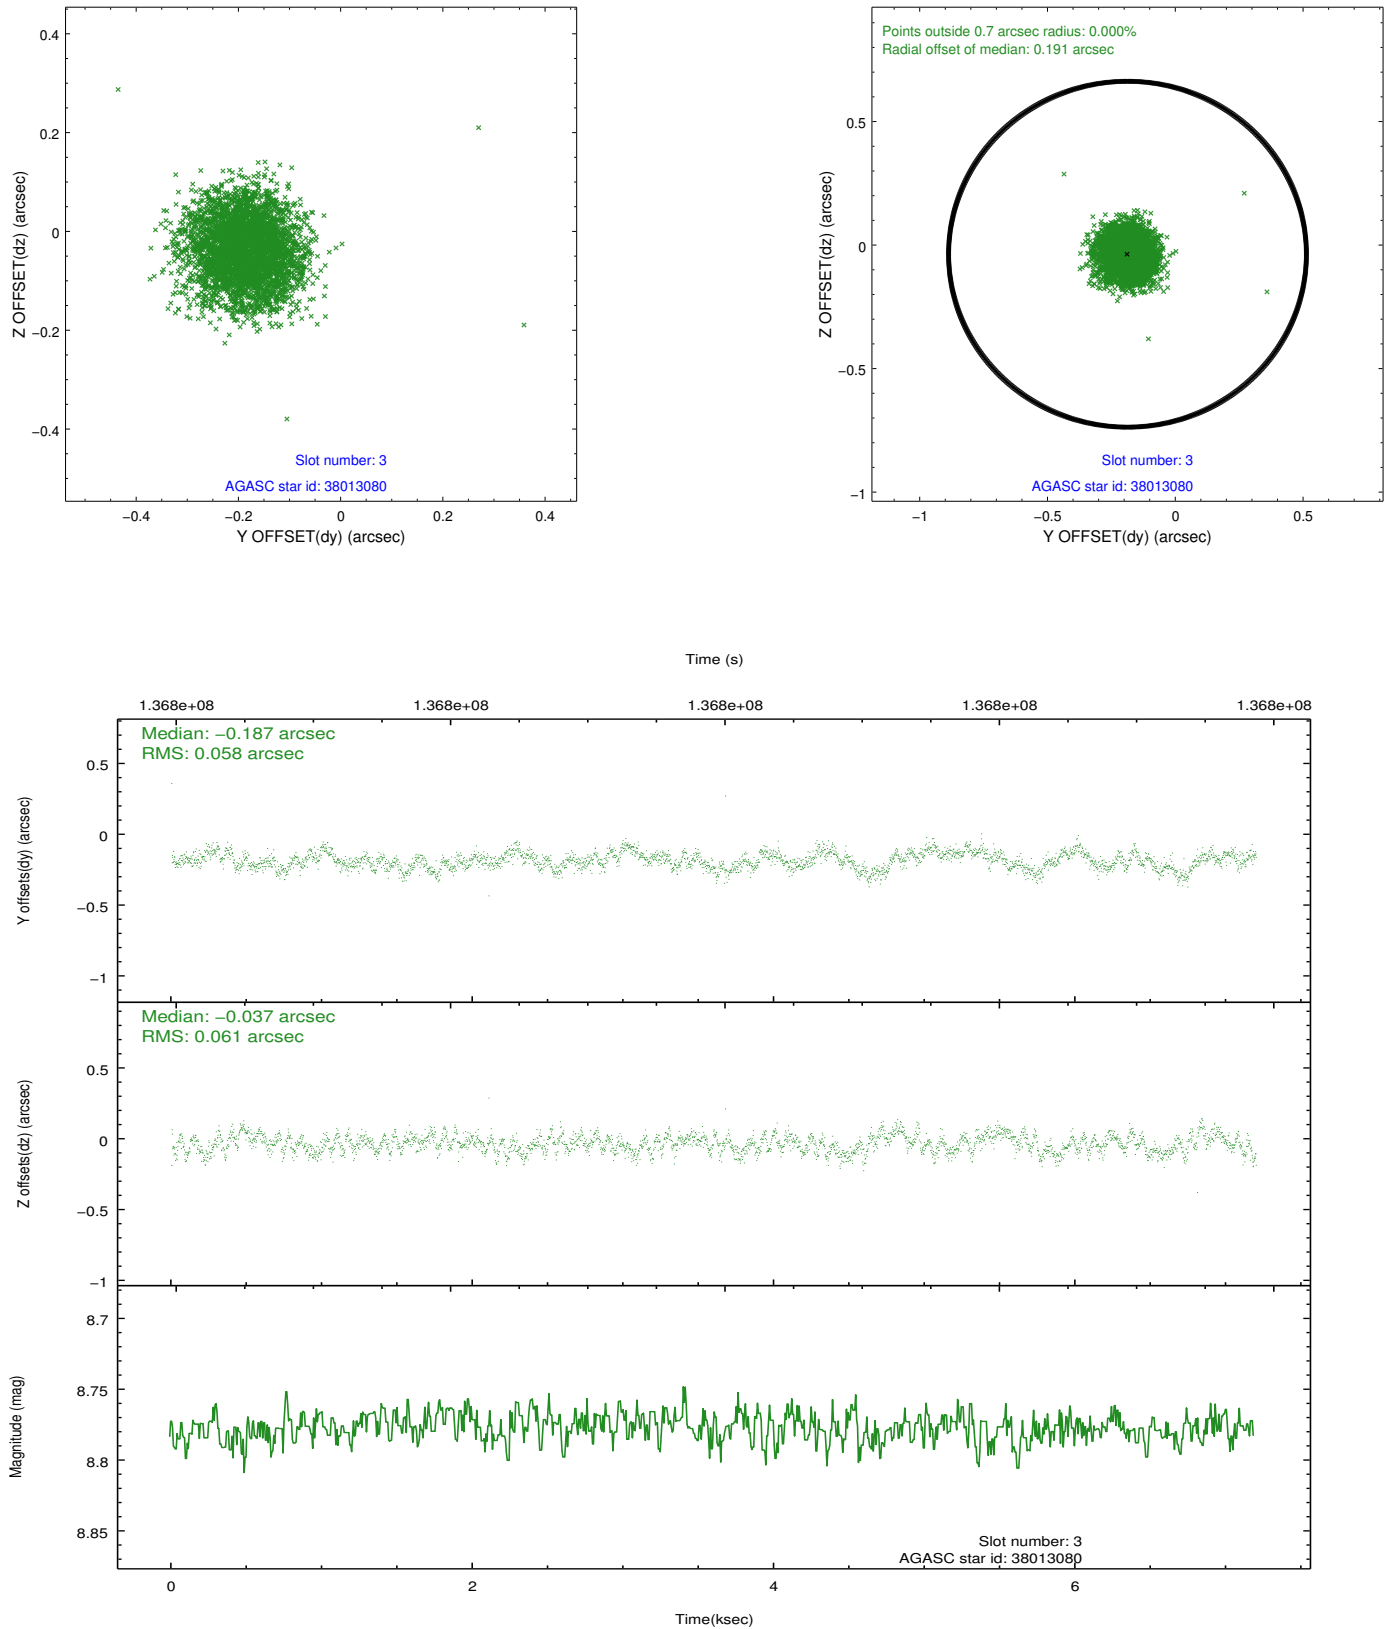 0.4
0.2
0
−0.2
−0.4
Z OFFSET(dz) (arcsec)
Slot number: 3
AGASC star id: 38013080
−0.4 −0.2 0 0.2 0.4
Y OFFSET(dy) (arcsec)
Points outside 0.7 arcsec radius: 0.000%
Radial offset of median: 0.191 arcsec
0.5
0
−0.5
−1
Z OFFSET(dz) (arcsec)
Slot number: 3
AGASC star id: 38013080
−1 −0.5 0 0.5
Y OFFSET(dy) (arcsec)
Time (s)
1.368e+08 1.368e+08 1.368e+08 1.368e+08 1.368e+08
Median: −0.187 arcsec
RMS: 0.058 arcsec
0.5
0
−0.5
−1
Y offsets(dy) (arcsec)
Median: −0.037 arcsec
RMS: 0.061 arcsec
0.5
0
−0.5
−1
Z offsets(dz) (arcsec)
8.7
8.75
8.8
8.85
Magnitude (mag)
Slot number: 3
AGASC star id: 38013080
0 2 4 6
Time(ksec)